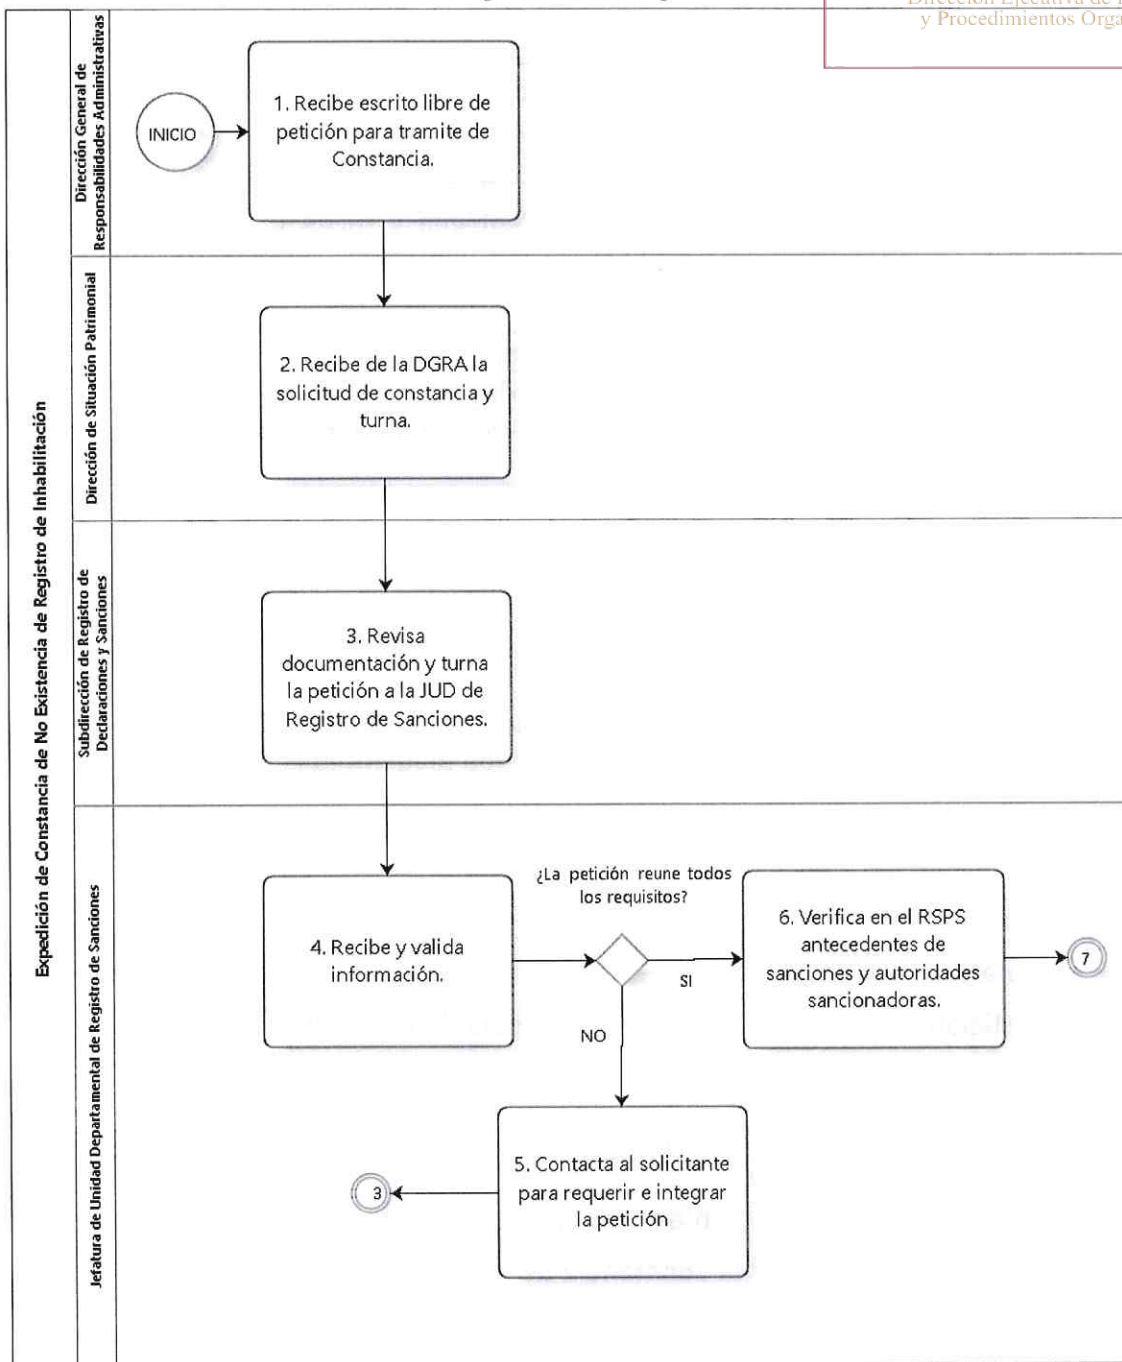 y Procedimientos Orga
Expedición de Constancia de No Existencia de Registro de Inhabilitación
Dirección General de
Responsabilidades Administrativas
INICIO
1. Recibe escrito libre de
petición para tramite de
Constancia.
Dirección de Situación Patrimonial
2. Recibe de la DGRA la
solicitud de constancia y
turna.
Subdirección de Registro de
Declaraciones y Sanciones
3. Revisa
documentación y turna
la petición a la JUD de
Registro de Sanciones.
Jefatura de Unidad Departamental de Registro de Sanciones
4. Recibe y valida
información.
¿La petición reune todos
los requisitos?
SI
NO
6. Verifica en el RSPS
antecedentes de
sanciones y autoridades
sancionadoras.
7
5. Contacta al solicitante
para requerir e integrar
la petición
3